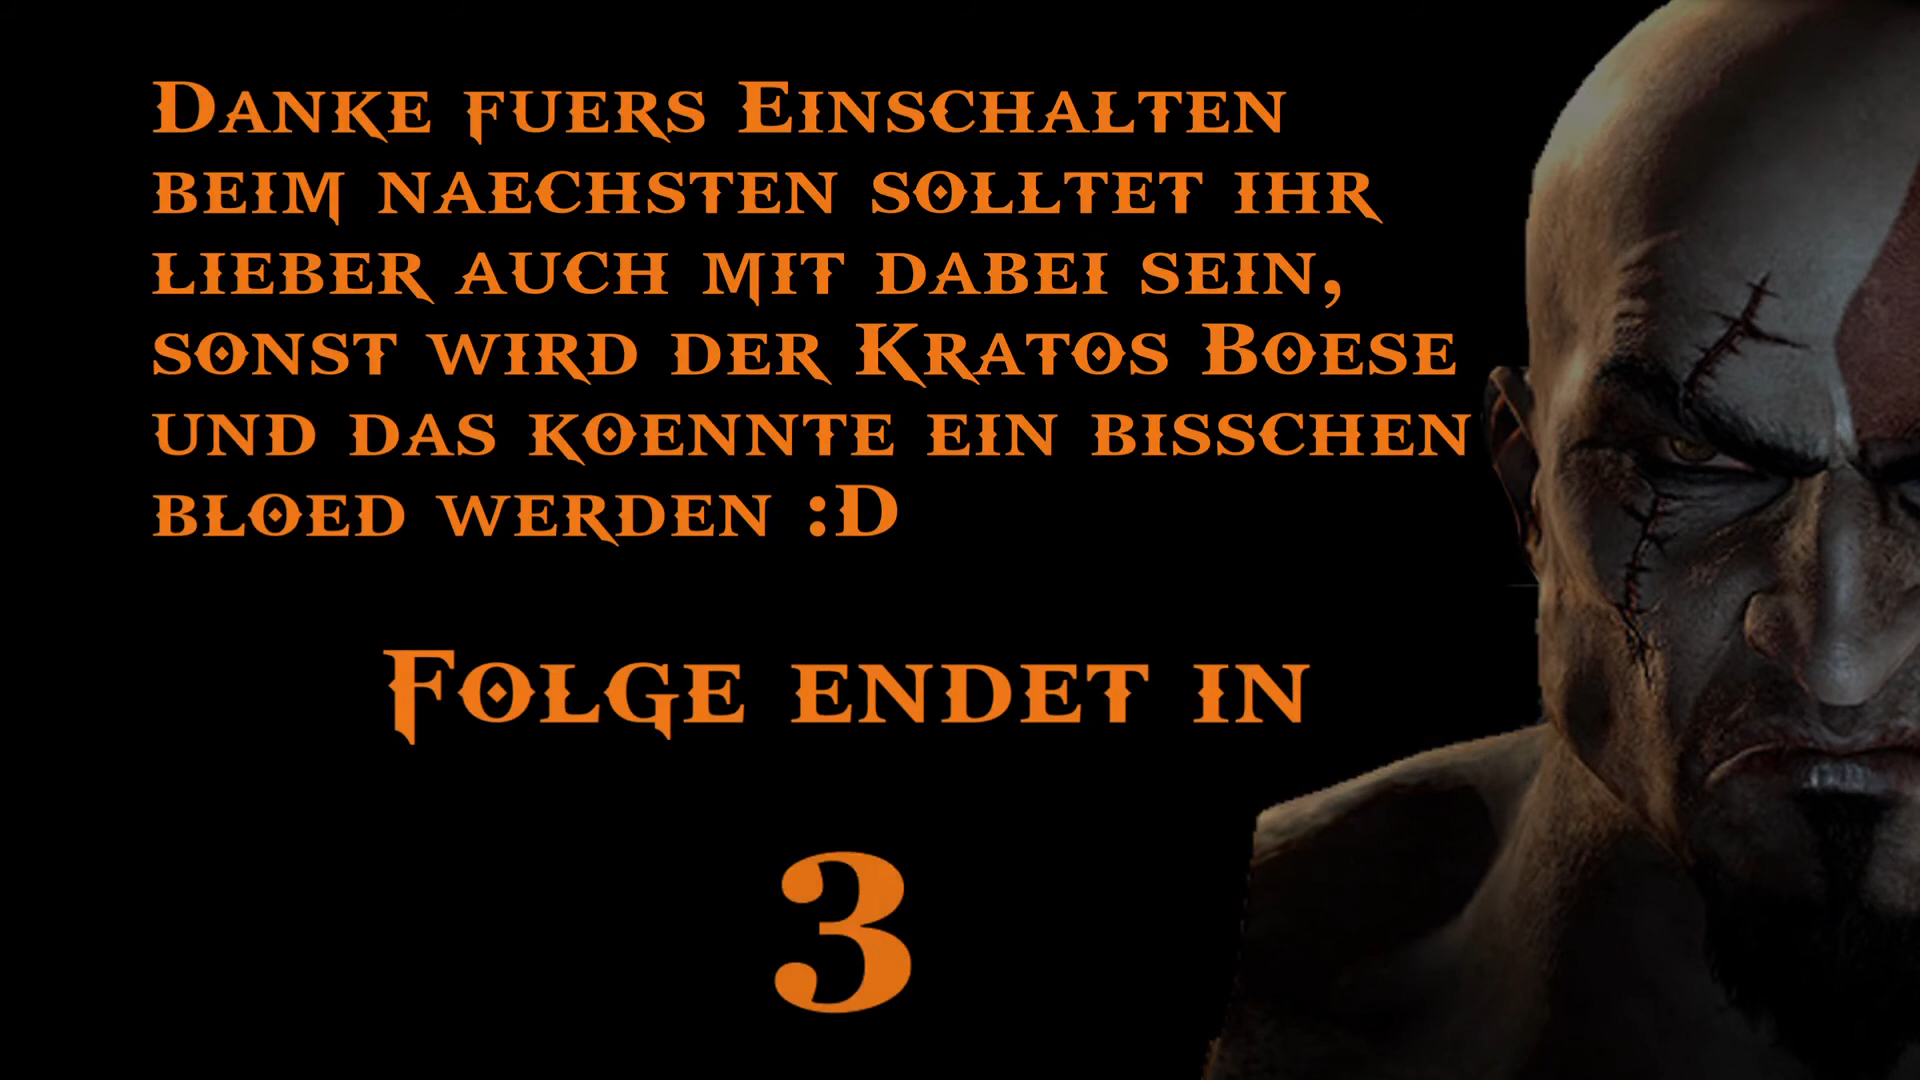 Danke fuers Einschalten
beim naechsten solltet ihr
lieber auch mit dabei sein,
sonst wird der Kratos Boese
und das koennte ein bisschen
bloed werden :D
Folge endet in
3